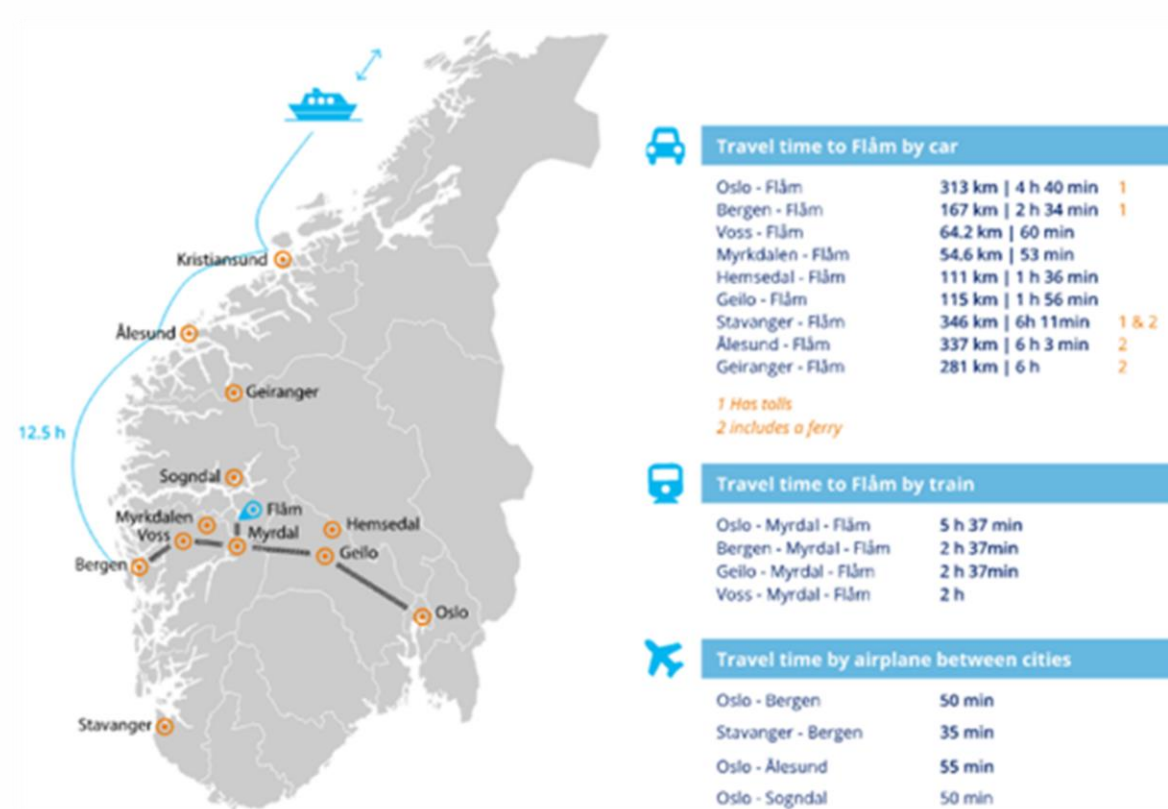 Kristiansund
Ålesund
Geiranger
12.5 h
Sogndal
Flåm
Myrkdalen
Hemsedal
Voss
Myrdal
Geilo
Bergen
Oslo
Stavanger
Travel time to Flåm by car
Oslo - Flåm 313 km | 4 h 40 min 1
Bergen - Flåm 167 km | 2 h 34 min 1
Voss - Flåm 64.2 km | 60 min
Myrkdalen - Flåm 54.6 km | 53 min
Hemsedal - Flåm 111 km | 1 h 36 min
Geilo - Flåm 115 km | 1 h 56 min
Stavanger - Flåm 346 km | 6h 11min 1 & 2
Ålesund - Flåm 337 km | 6 h 3 min 2
Geiranger - Flåm 281 km | 6 h 2
1 Has tolls
2 includes a ferry
Travel time to Flåm by train
Oslo - Myrdal - Flåm 5 h 37 min
Bergen - Myrdal - Flåm 2 h 37min
Geilo - Myrdal - Flåm 2 h 37min
Voss - Myrdal - Flåm 2 h
Travel time by airplane between cities
Oslo - Bergen 50 min
Stavanger - Bergen 35 min
Oslo - Ålesund 55 min
Oslo - Sogndal 50 min